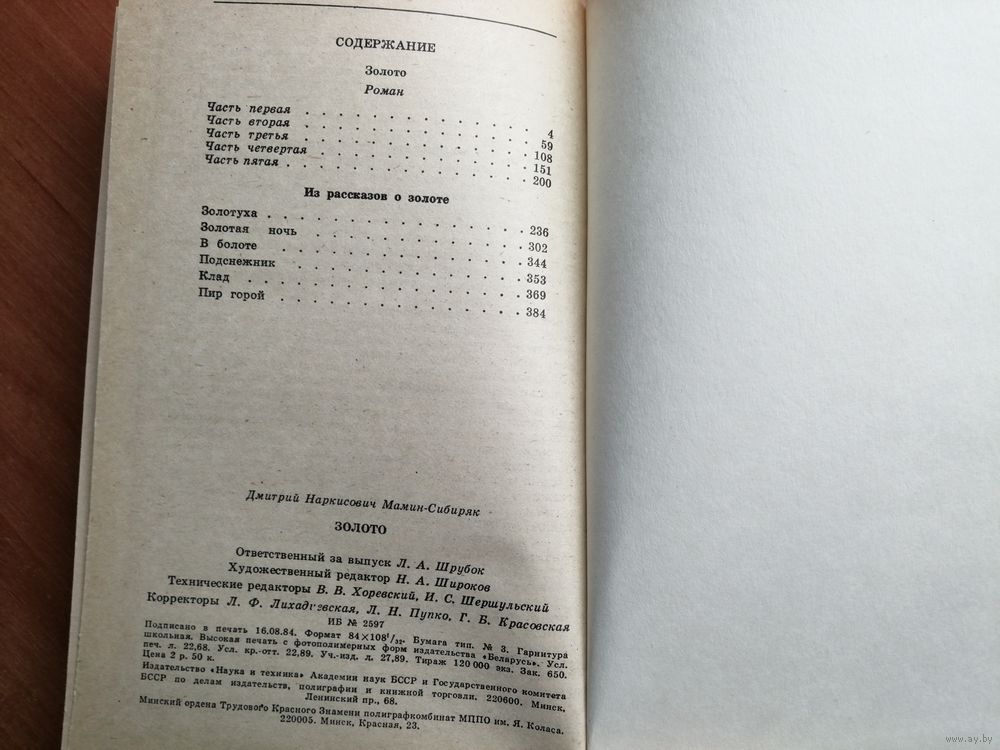 СОДЕРЖАНИЕ
Золото
Роман
Часть первая . . . . . . . . . . . . . . 4
Часть вторая . . . . . . . . . . . . . . 59
Часть третья . . . . . . . . . . . . . . 108
Часть четвертая . . . . . . . . . . . . . 151
Часть пятая . . . . . . . . . . . . . . 200
Из рассказов о золоте
Золотуха . . . . . . . . . . . . . . 236
Золотая ночь . . . . . . . . . . . . . 302
В болоте . . . . . . . . . . . . . . 344
Подснежник . . . . . . . . . . . . . 353
Клад . . . . . . . . . . . . . . . 369
Пир горой . . . . . . . . . . . . . . 384
Дмитрий Наркисович Мамин-Сибиряк
ЗОЛОТО
Ответственный за выпуск Л. А. Шрубок
Художественный редактор Н. А. Широков
Технические редакторы В. В. Хоревский, И. С. Шершульский
Корректоры Л. Ф. Лихадиевская, Л. Н. Пупко, Г. Б. Красовская
ИБ № 2597
Подписано в печать 16.08.84. Формат 84×108¹/₃₂. Бумага тип. № 3. Гарнитура
школьная. Высокая печать с фотополимерных форм издательства «Беларусь». Усл.
печ. л. 22,68. Усл. кр.-отт. 22,89. Уч.-изд. л. 27,89. Тираж 120 000 экз. Зак. 650.
Цена 2 р. 50 к.
Издательство «Наука и техника» Академии наук БССР и Государственного комитета
БССР по делам издательств, полиграфии и книжной торговли. 220600. Минск,
Ленинский пр., 68.
Минский ордена Трудового Красного Знамени полиграфкомбинат МППО им. Я. Коласа.
220005. Минск, Красная, 23.
www.ay.by